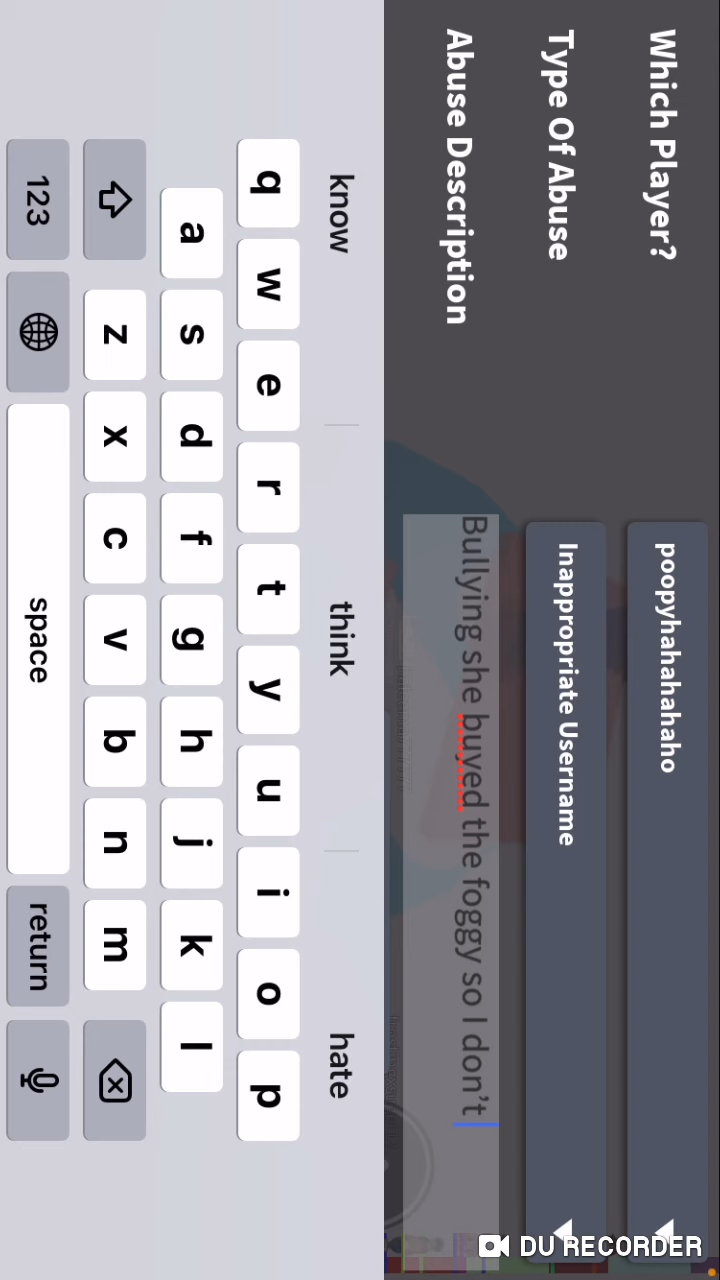 Which Player?
poopyhahahahaho
Type Of Abuse
Inappropriate Username
Abuse Description
Bullying she buyed the foggy so I don't
know think hate
q w e r t y u i o p
a s d f g h j k l
z x c v b n m
123 space return
DU RECORDER